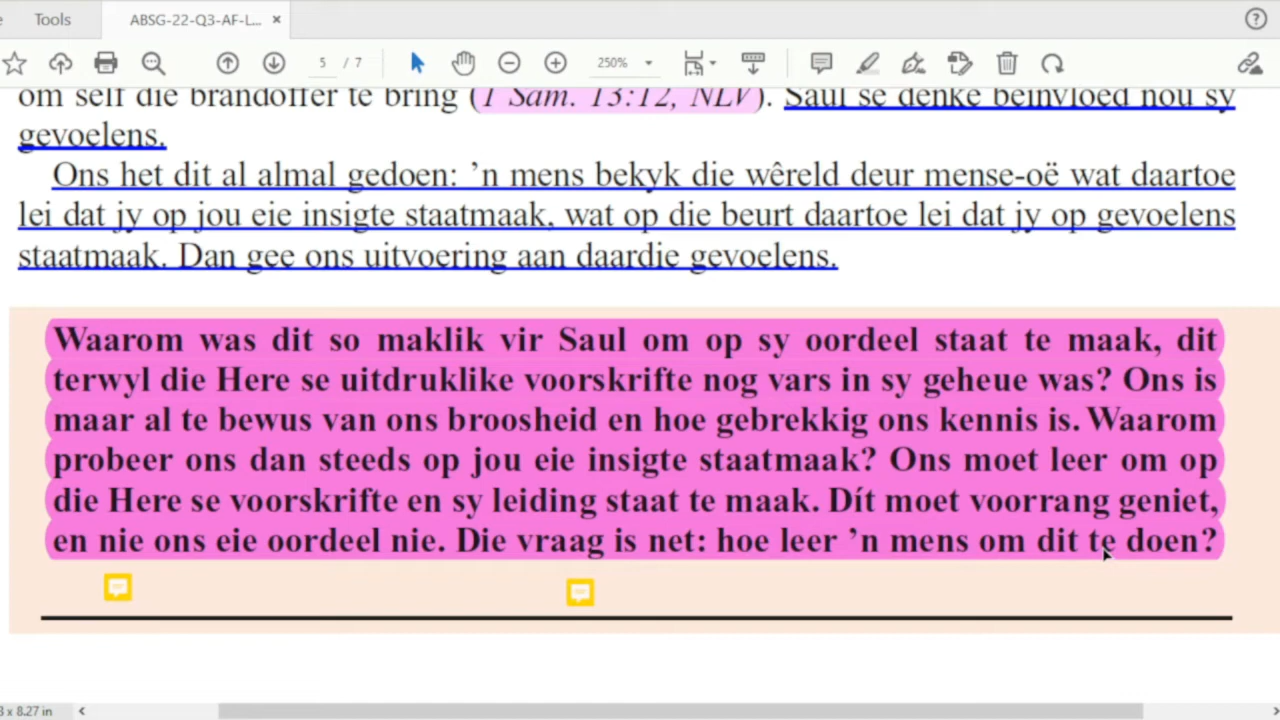 Tools
ABSG-22-Q3-AF-L... ×
5 / 7
250%
om self die brandoffer te bring (1 Sam. 13:12, NLV). Saul se denke beïnvloed nou sy
gevoelens.
Ons het dit al almal gedoen: ’n mens bekyk die wêreld deur mense-oë wat daartoe
lei dat jy op jou eie insigte staatmaak, wat op die beurt daartoe lei dat jy op gevoelens
staatmaak. Dan gee ons uitvoering aan daardie gevoelens.
Waarom was dit so maklik vir Saul om op sy oordeel staat te maak, dit
terwyl die Here se uitdruklike voorskrifte nog vars in sy geheue was? Ons is
maar al te bewus van ons broosheid en hoe gebrekkig ons kennis is. Waarom
probeer ons dan steeds op jou eie insigte staatmaak? Ons moet leer om op
die Here se voorskrifte en sy leiding staat te maak. Dít moet voorrang geniet,
en nie ons eie oordeel nie. Die vraag is net: hoe leer ’n mens om dit te doen?
x 8.27 in